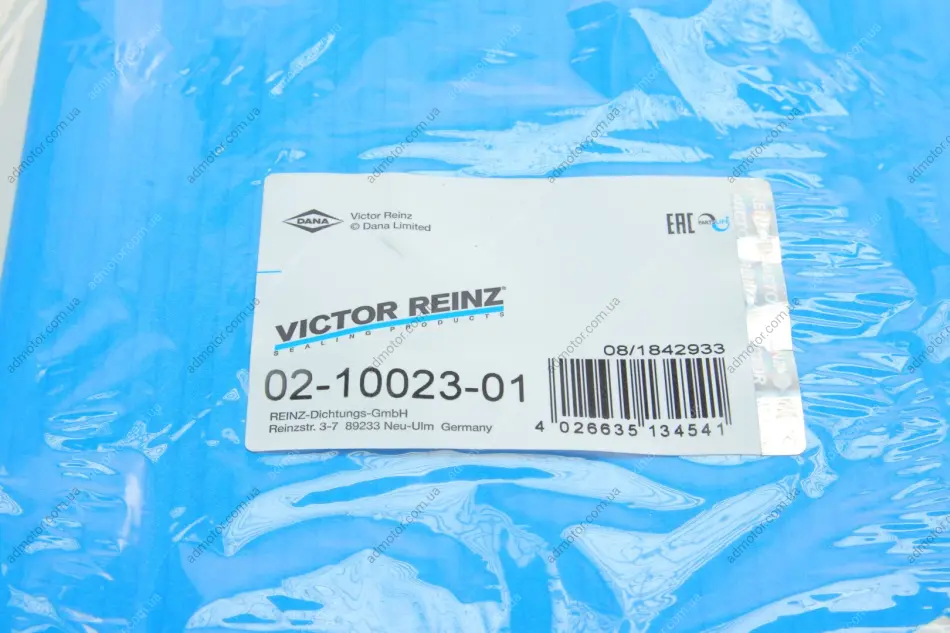 DANA
Victor Reinz
© Dana Limited
EAC
VICTOR REINZ®
SEALING PRODUCTS
08/1842933
02-10023-01
4 026635 134541
REINZ-Dichtungs-GmbH
Reinzstr. 3-7 89233 Neu-Ulm Germany
admotor.com.ua